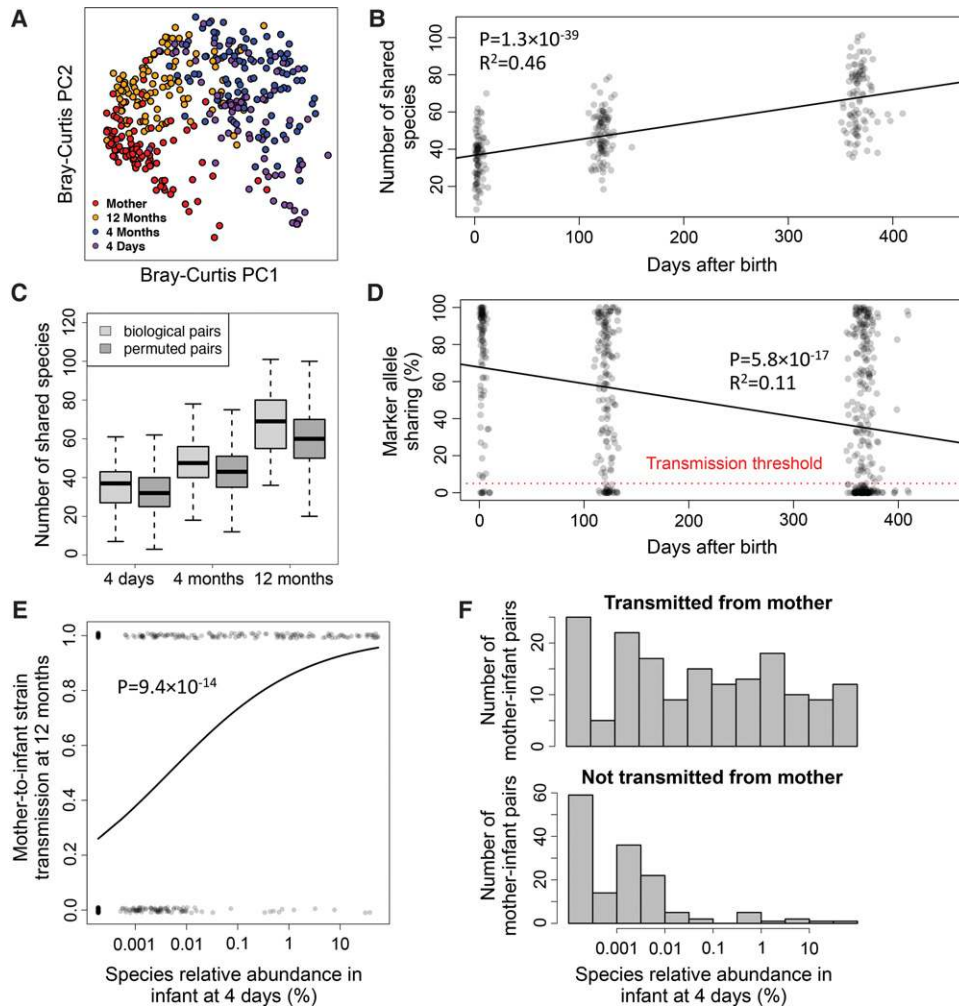 A
Bray-Curtis PC2
Mother
12 Months
4 Months
4 Days
Bray-Curtis PC1
B
P=1.3×10-39
R2=0.46
Number of shared
species
100
80
60
40
20
0 100 200 300 400
Days after birth
C
biological pairs
permuted pairs
Number of shared species
120
100
80
60
40
20
0
4 days 4 months 12 months
D
P=5.8×10-17
R2=0.11
Marker allele
sharing (%)
100
80
60
40
20
0
Transmission threshold
0 100 200 300 400
Days after birth
E
P=9.4×10-14
Mother-to-infant strain
transmission at 12 months
1.0
0.8
0.6
0.4
0.2
0.0
0.001 0.01 0.1 1 10
Species relative abundance in
infant at 4 days (%)
F
Transmitted from mother
Number of
mother-infant pairs
20
10
0
Not transmitted from mother
Number of
mother-infant pairs
60
40
20
0
0.001 0.01 0.1 1 10
Species relative abundance in
infant at 4 days (%)